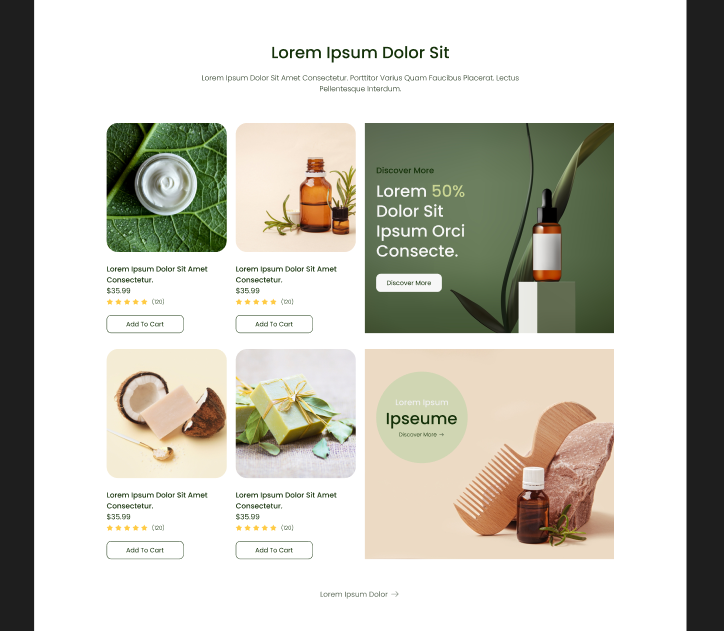 Lorem Ipsum Dolor Sit
Lorem Ipsum Dolor Sit Amet Consectetur. Porttitor Varius Quam Faucibus Placerat. Lectus
Pellentesque Interdum.
Lorem Ipsum Dolor Sit Amet
Consectetur.
$35.99
(120)
Add To Cart
Lorem Ipsum Dolor Sit Amet
Consectetur.
$35.99
(120)
Add To Cart
Discover More
Lorem 50%
Dolor Sit
Ipsum Orci
Consecte.
Discover More
Lorem Ipsum Dolor Sit Amet
Consectetur.
$35.99
(120)
Add To Cart
Lorem Ipsum Dolor Sit Amet
Consectetur.
$35.99
(120)
Add To Cart
Lorem Ipsum
Ipseume
Discover More →
Lorem Ipsum Dolor →